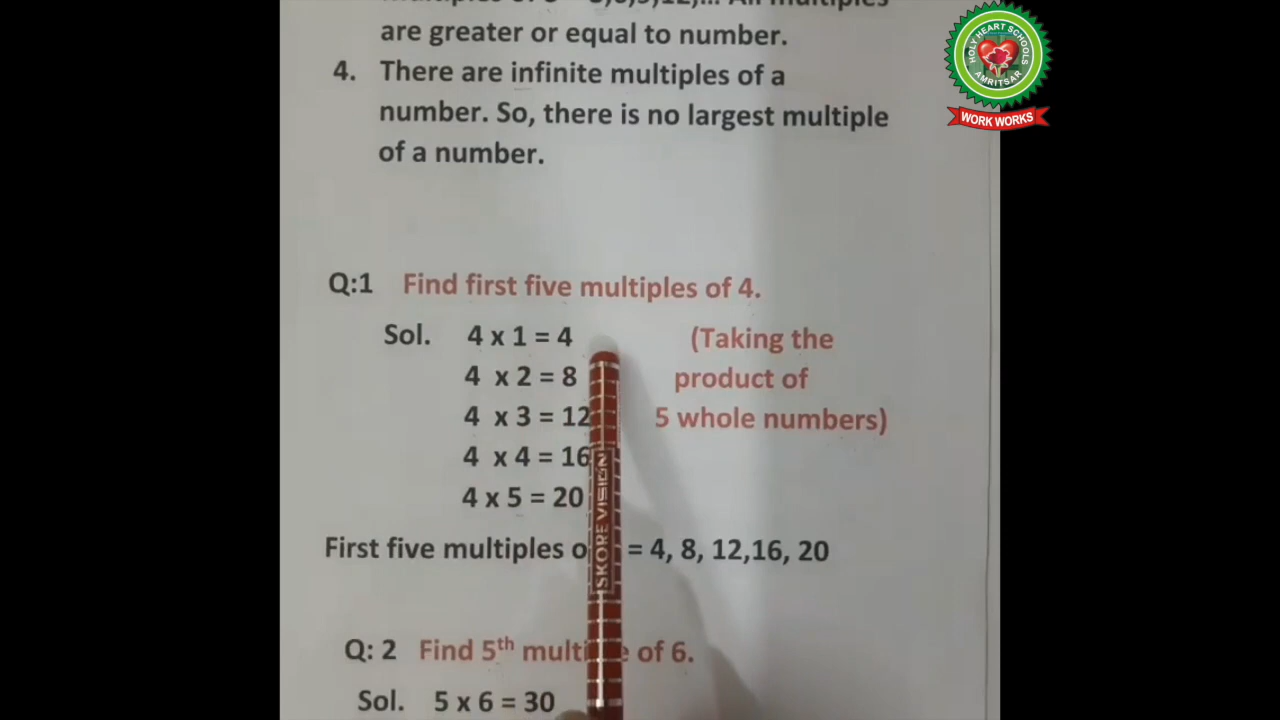 are greater or equal to number.
4. There are infinite multiples of a
number. So, there is no largest multiple
of a number.
Q:1 Find first five multiples of 4.
Sol. 4 x 1 = 4 (Taking the
4 x 2 = 8 product of
4 x 3 = 12 5 whole numbers)
4 x 4 = 16
4 x 5 = 20
First five multiples = 4, 8, 12,16, 20
Q: 2 Find 5th of 6.
Sol. 5 x 6 = 30
SKORE VISION
HOLY HEART SCHOOLS
AMRITSAR
WORK WORKS